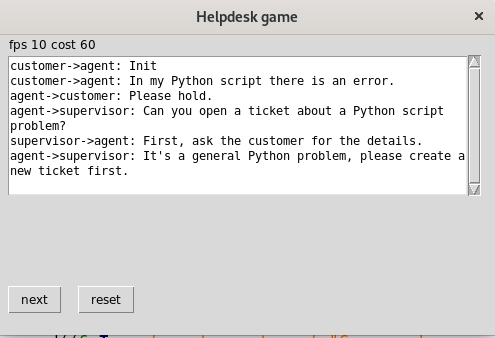 Helpdesk game
fps 10 cost 60
customer->agent: Init
customer->agent: In my Python script there is an error.
agent->customer: Please hold.
agent->supervisor: Can you open a ticket about a Python script
problem?
supervisor->agent: First, ask the customer for the details.
agent->supervisor: It's a general Python problem, please create a
new ticket first.
next reset